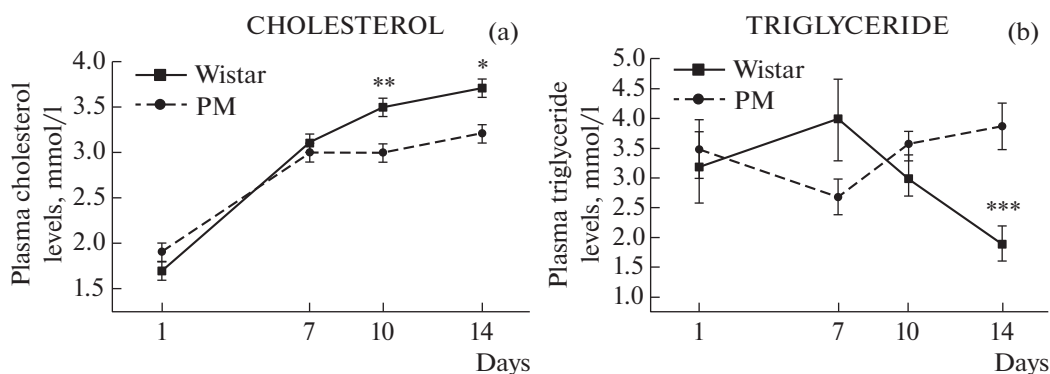 CHOLESTEROL (a)
Plasma cholesterol
levels, mmol/l
4.0
3.5
3.0
2.5
2.0
1.5
Wistar
PM
**
*
1 7 10 14
Days
TRIGLYCERIDE (b)
Plasma triglyceride
levels, mmol/l
5.0
4.5
4.0
3.5
3.0
2.5
2.0
1.5
1.0
Wistar
PM
***
1 7 10 14
Days